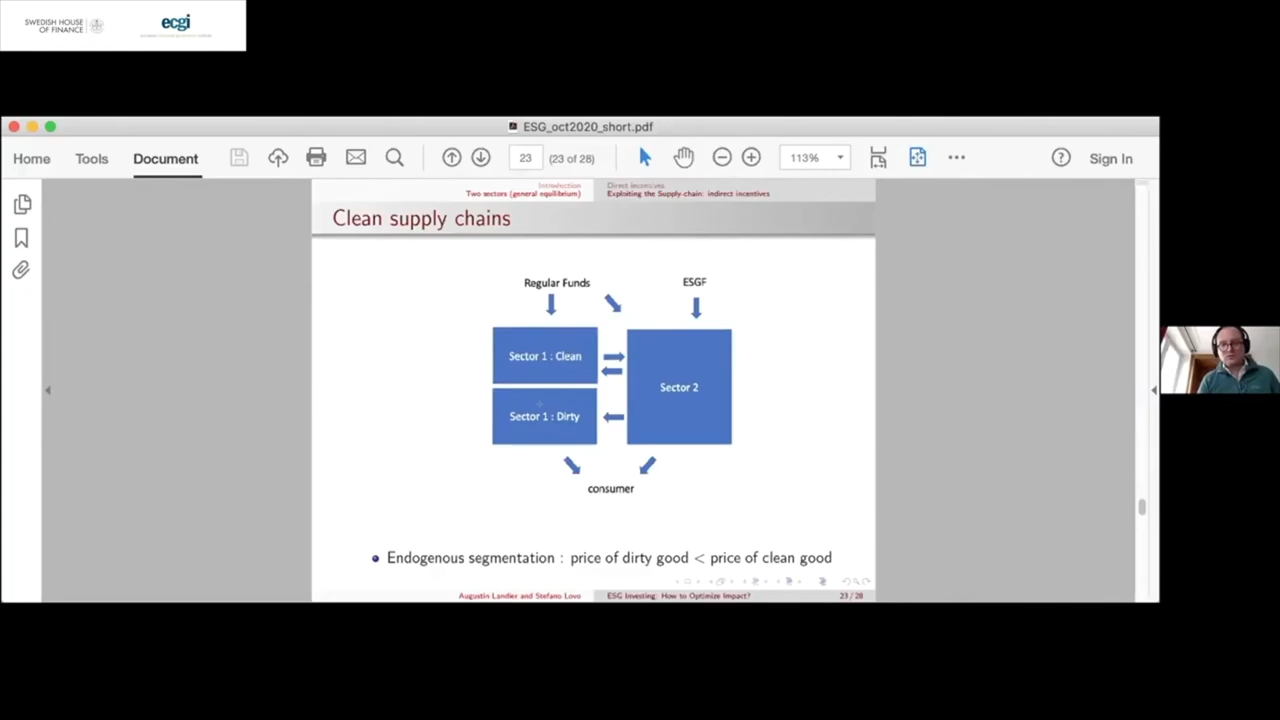 SWEDISH HOUSE
OF FINANCE
ecgi
ESG_oct2020_short.pdf
Home Tools Document 23 (23 of 28) 113% Sign In
Introduction
Two sectors (general equilibrium)
Direct incentives
Exploiting the Supply-chain: indirect incentives
Clean supply chains
Regular Funds ESGF
Sector 1 : Clean
Sector 2
Sector 1 : Dirty
consumer
Endogenous segmentation : price of dirty good < price of clean good
Augustin Landier and Stefano Lovo ESG Investing: How to Optimize Impact? 23 / 28